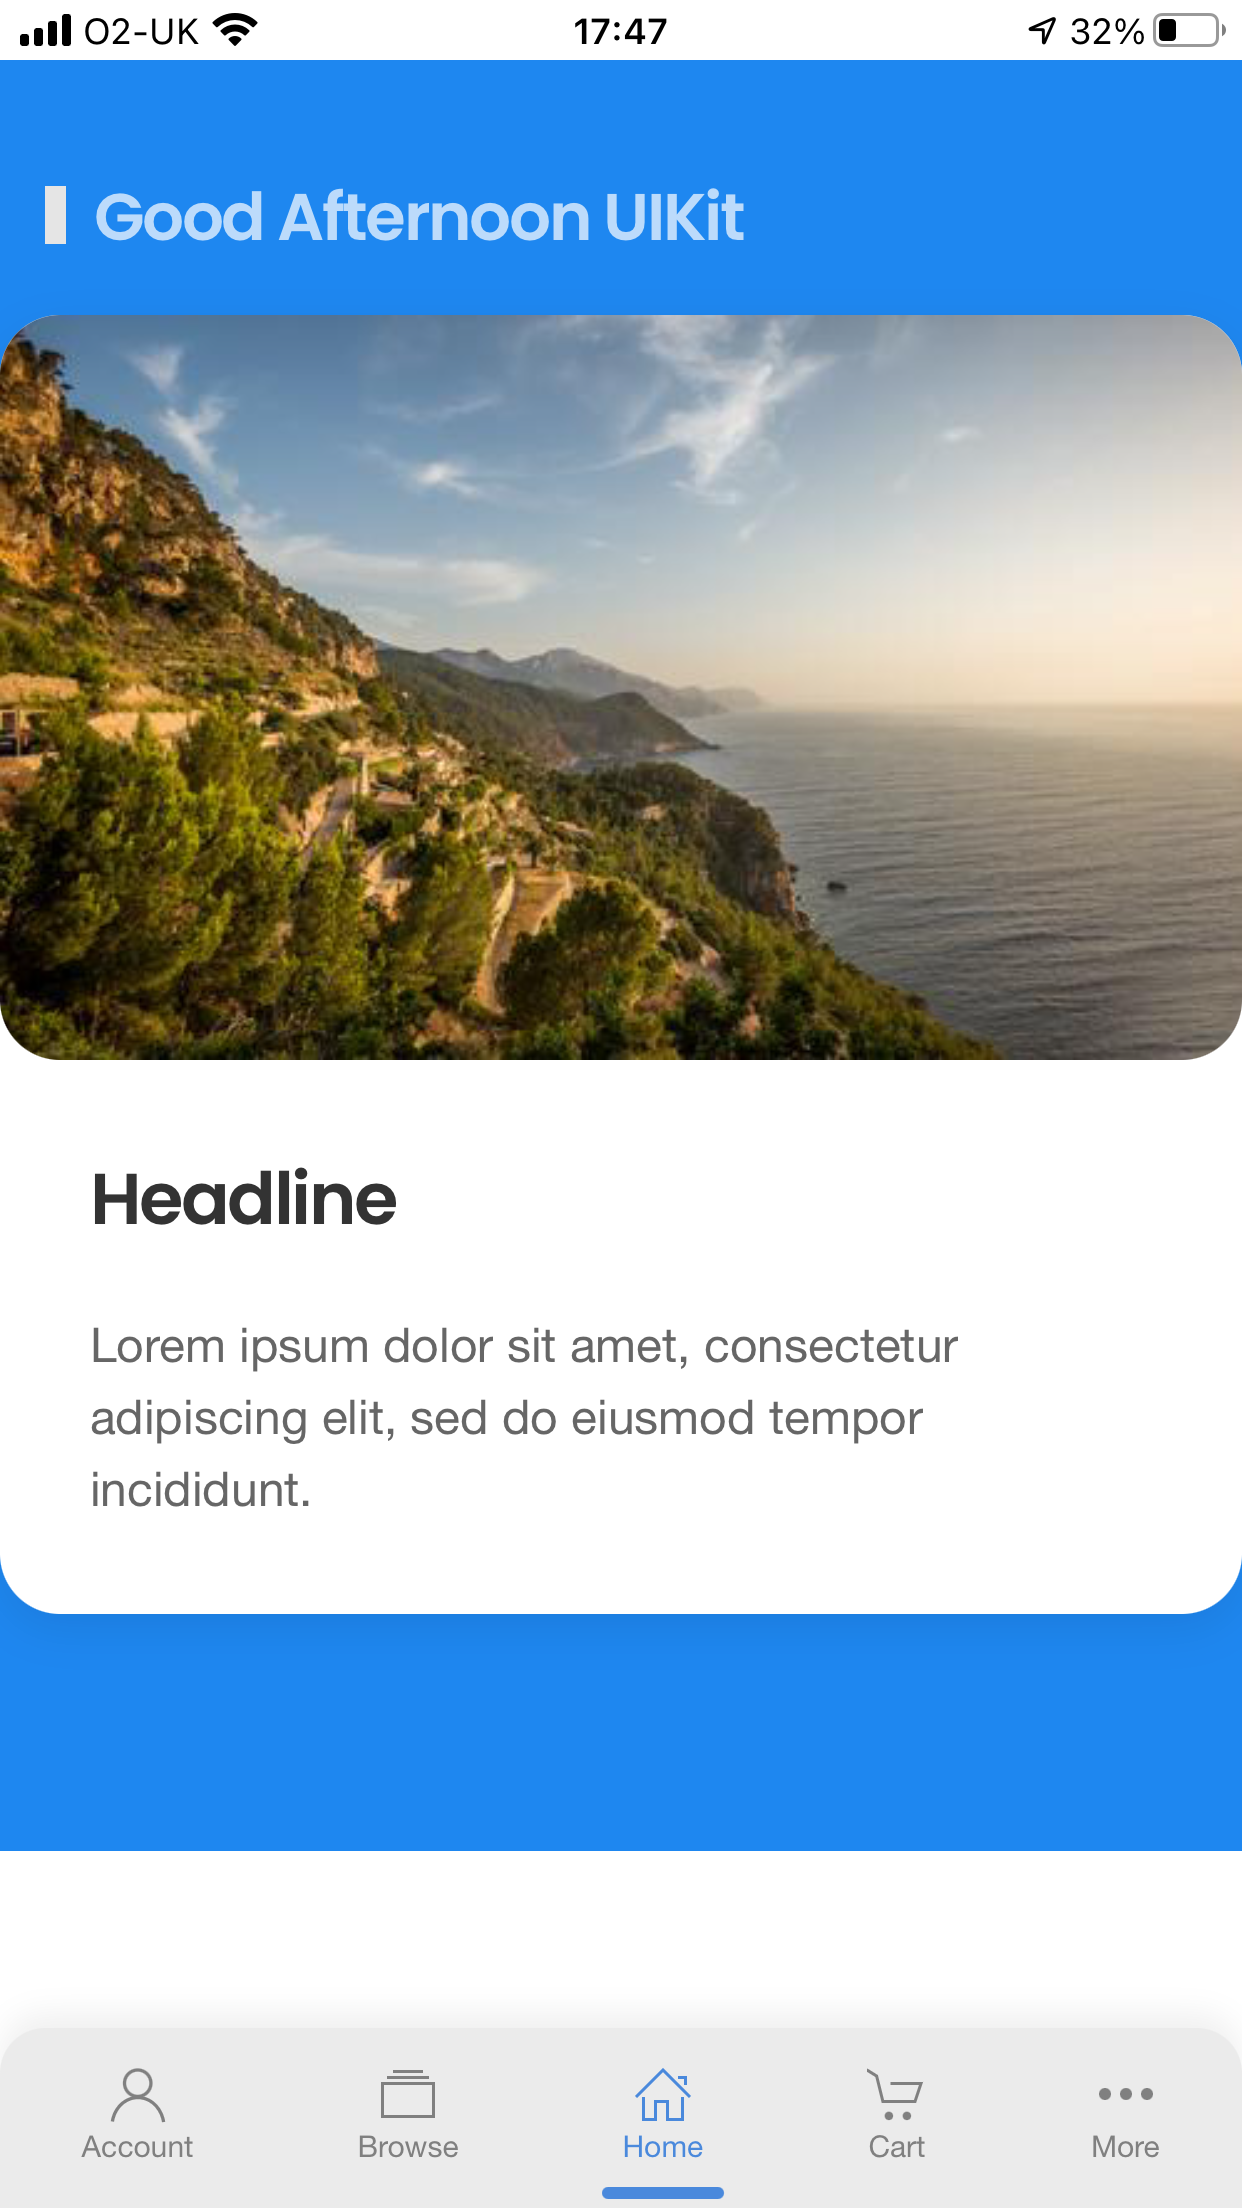 O2-UK 17:47 32%
Good Afternoon UIKit
Headline
Lorem ipsum dolor sit amet, consectetur
adipiscing elit, sed do eiusmod tempor
incididunt.
Account Browse Home Cart More